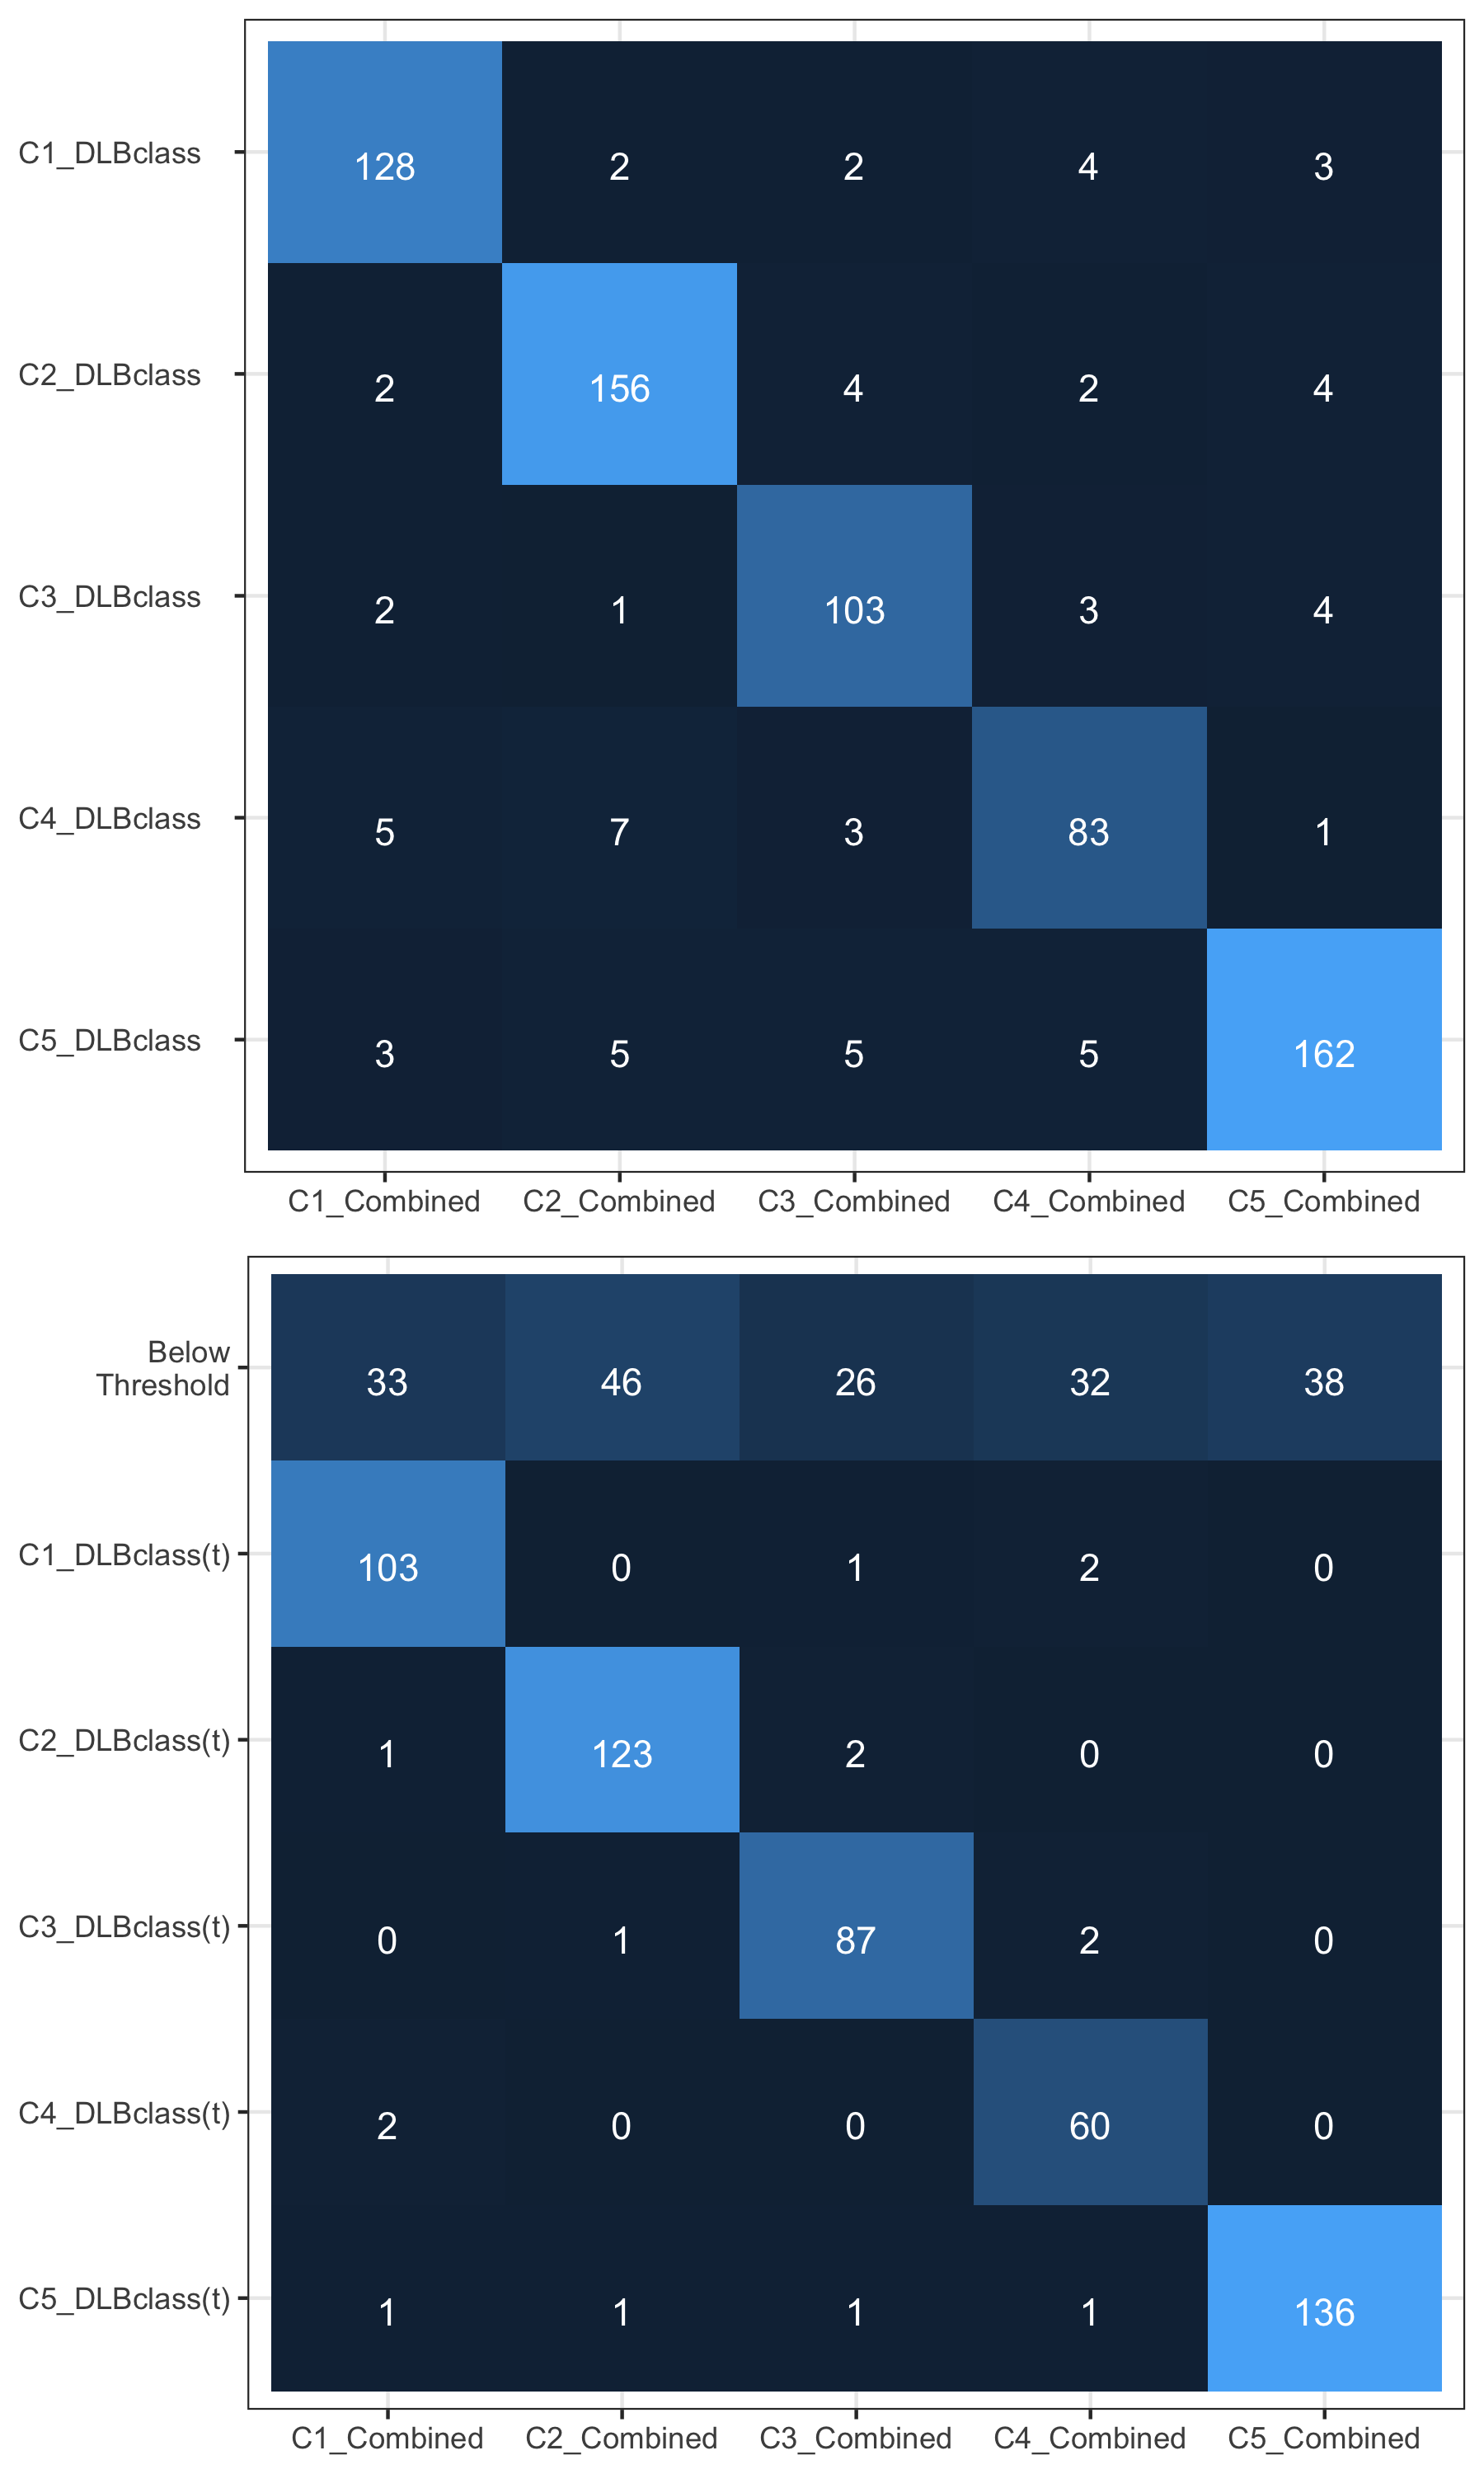 C1_DLBclass 128 2 2 4 3
C2_DLBclass 2 156 4 2 4
C3_DLBclass 2 1 103 3 4
C4_DLBclass 5 7 3 83 1
C5_DLBclass 3 5 5 5 162
C1_Combined C2_Combined C3_Combined C4_Combined C5_Combined
Below
Threshold 33 46 26 32 38
C1_DLBclass(t) 103 0 1 2 0
C2_DLBclass(t) 1 123 2 0 0
C3_DLBclass(t) 0 1 87 2 0
C4_DLBclass(t) 2 0 0 60 0
C5_DLBclass(t) 1 1 1 1 136
C1_Combined C2_Combined C3_Combined C4_Combined C5_Combined